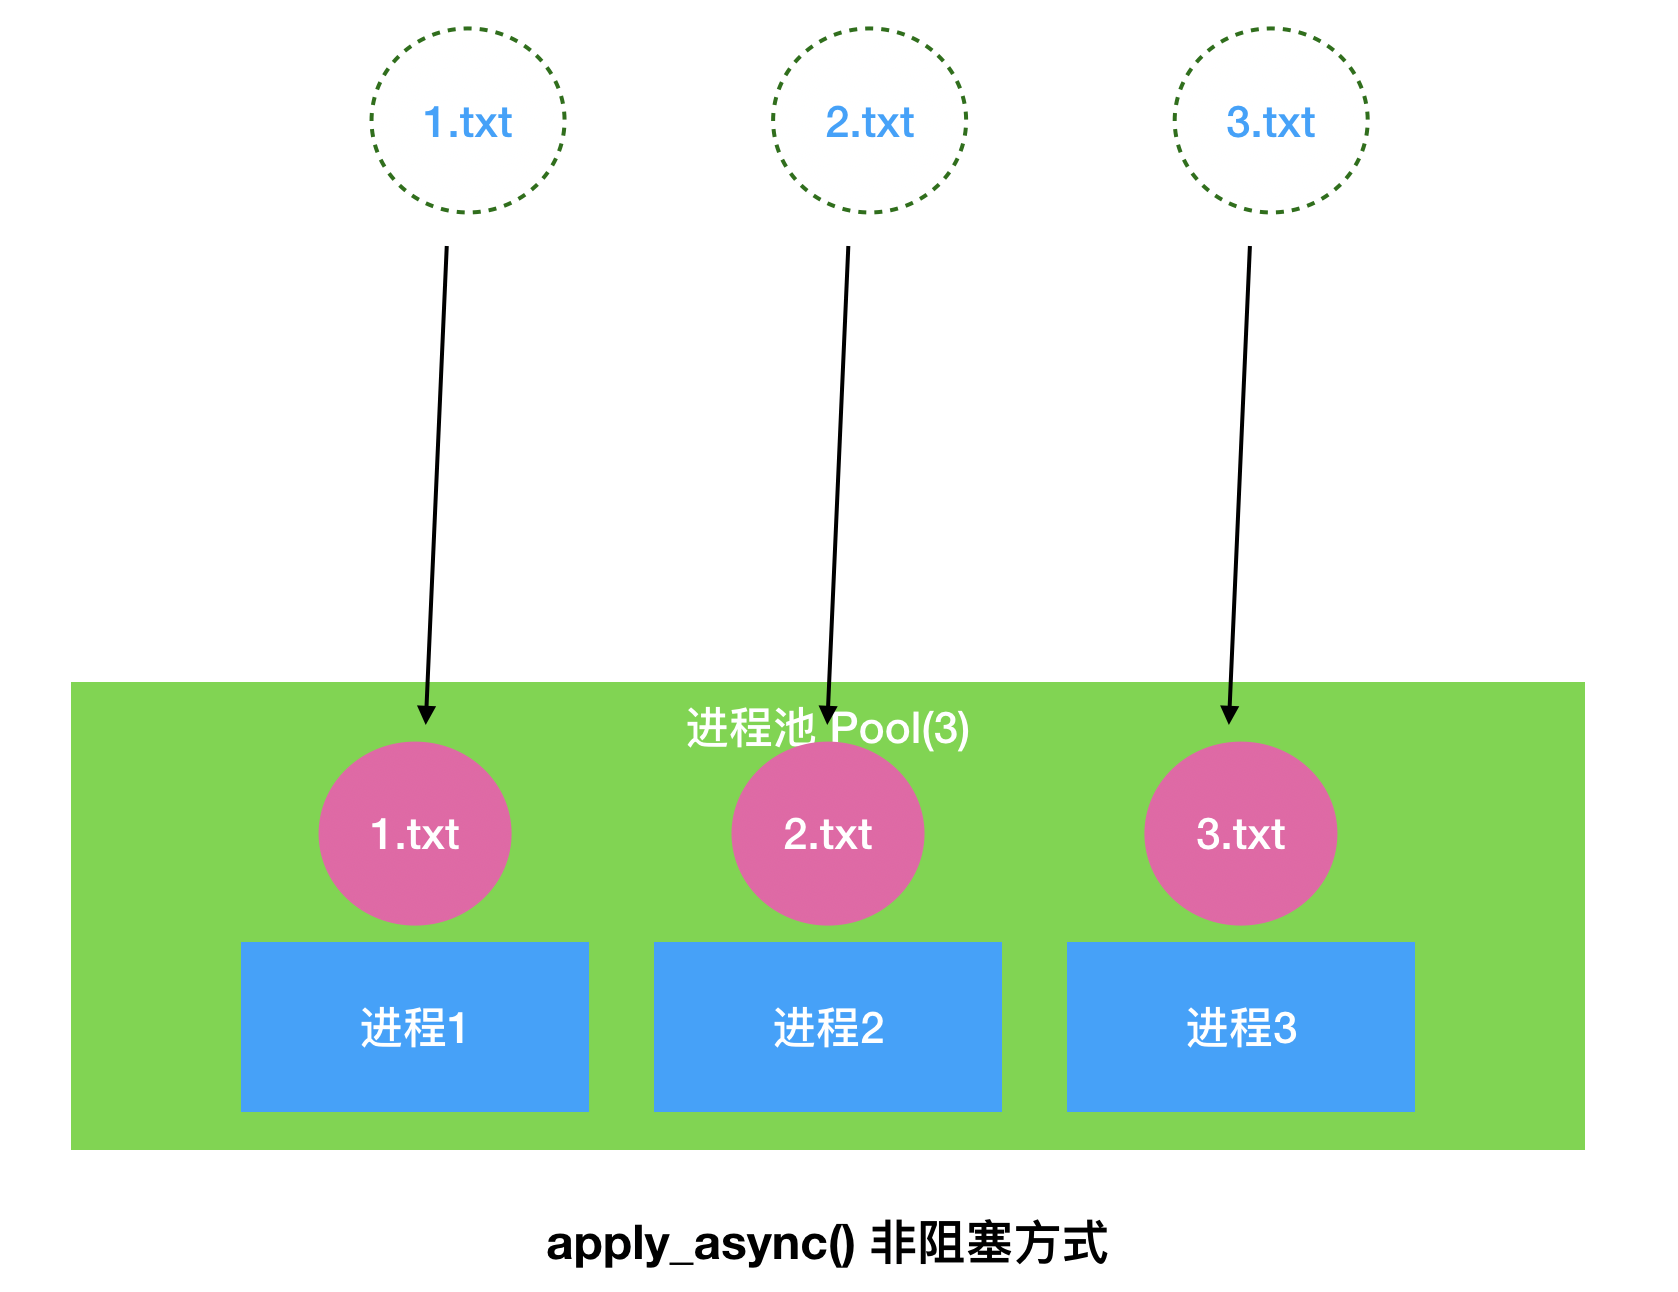 1.txt
2.txt
3.txt
进程池 Pool(3)
1.txt
2.txt
3.txt
进程1
进程2
进程3
apply_async() 非阻塞方式